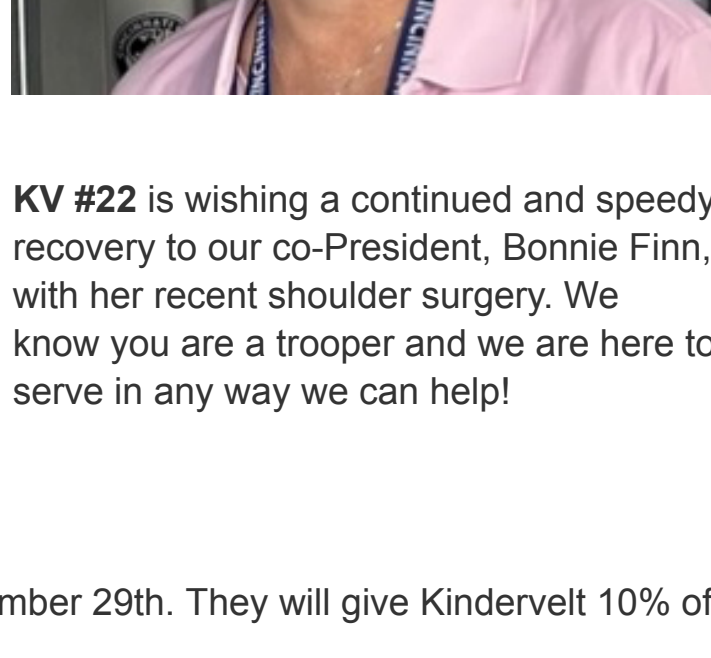 CINCINNATI
INCINNA
KV #22 is wishing a continued and speedy
recovery to our co-President, Bonnie Finn,
with her recent shoulder surgery. We
know you are a trooper and we are here to
serve in any way we can help!
mber 29th. They will give Kindervelt 10% of